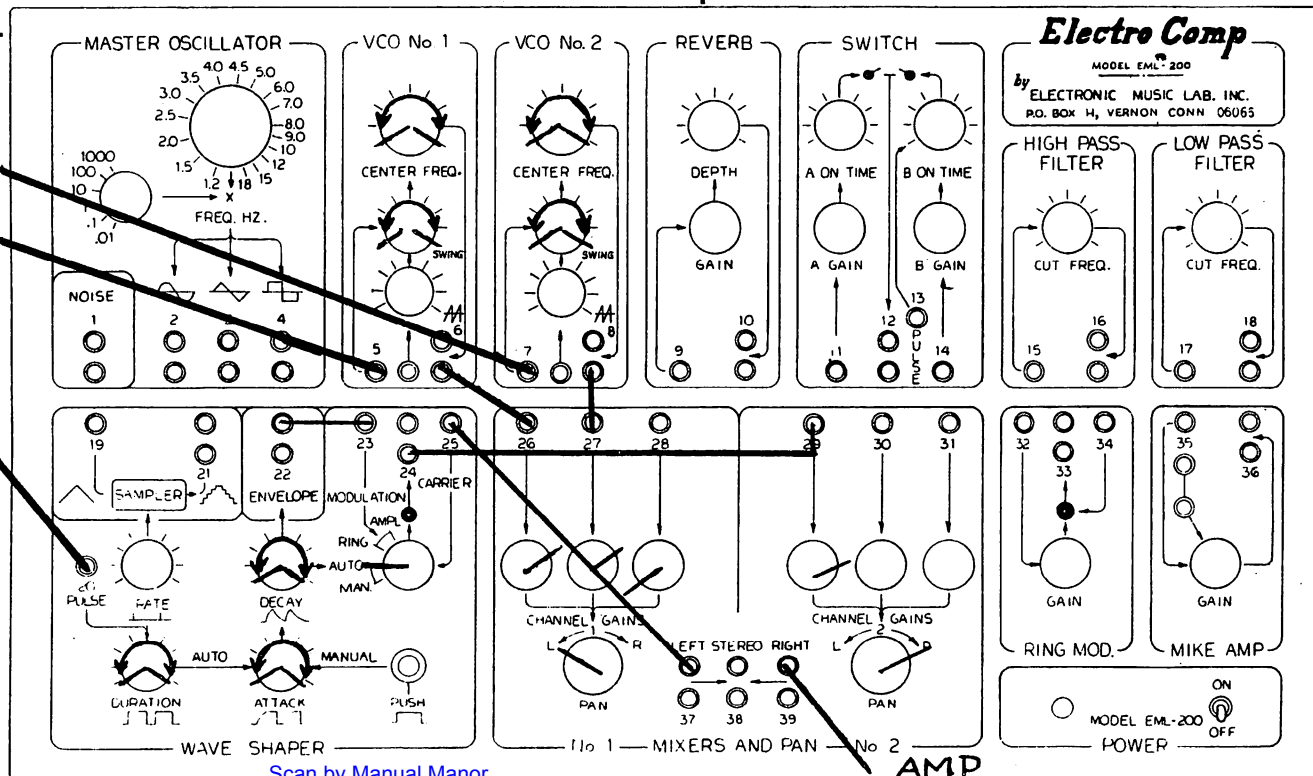 MASTER OSCILLATOR
4.0 4.5 5.0
3.5 6.0
3.0 7.0
2.5 8.0
2.0 9.0
10
1.5 12
1.2 18 15
1000
100
10
.1
.01
x
FREQ. HZ.
NOISE
1 2 4
VCO No. 1
CENTER FREQ.
SWING
5 6
VCO No. 2
CENTER FREQ.
SWING
7 8
REVERB
DEPTH
GAIN
9 10
SWITCH
A ON TIME B ON TIME
A GAIN B GAIN
11 12 13 14
PULSE
Electro Comp
MODEL EML-200
by
ELECTRONIC MUSIC LAB. INC.
P.O. BOX H, VERNON CONN 06066
HIGH PASS
FILTER
CUT FREQ.
15 16
LOW PASS
FILTER
CUT FREQ.
17 18
19 21 22 23 24 25
SAMPLER
ENVELOPE
MODULATION
CARRIER
AMPL
RING
AUTO
MAN.
PULSE
RATE
DECAY
AUTO
MANUAL
DURATION
ATTACK
PUSH
WAVE SHAPER
26 27 28 29 30 31
CHANNEL GAINS
1
L R
PAN
CHANNEL GAINS
2
L R
PAN
LEFT STEREO RIGHT
37 38 39
No 1 MIXERS AND PAN No 2
AMP
32 33 34
GAIN
RING MOD.
35 36
GAIN
MIKE AMP
ON
MODEL EML-200
OFF
POWER
Scan by Manual Manor